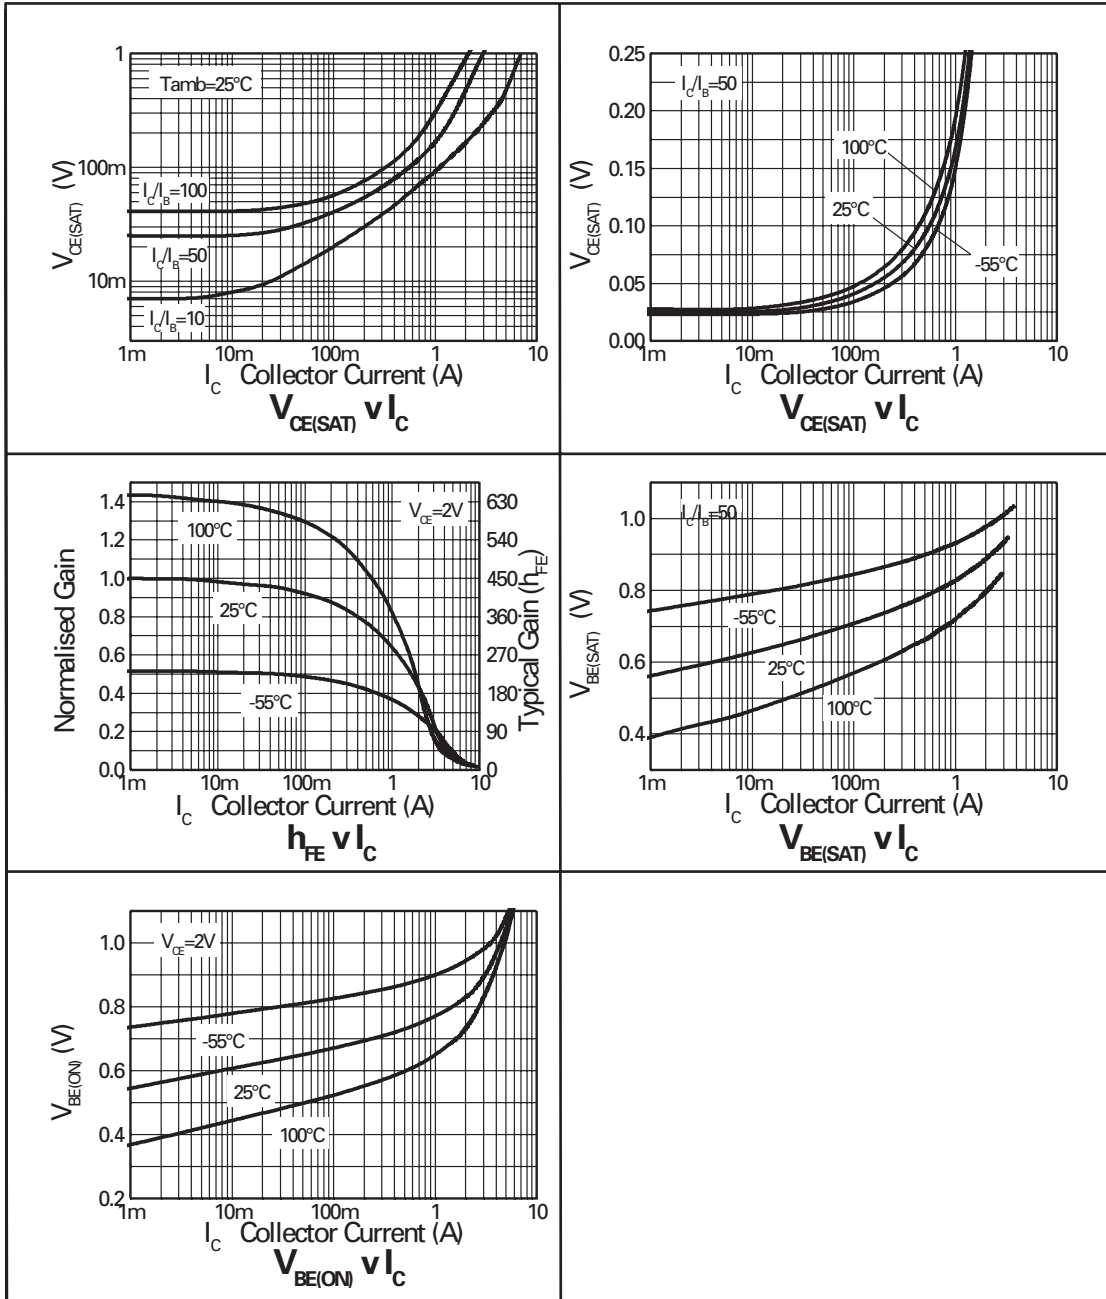 1
100m
10m
V_CE(SAT) (V)
Tamb=25°C
I_C/I_B=100
I_C/I_B=50
I_C/I_B=10
1m 10m 100m 1 10
I_C Collector Current (A)
V_CE(SAT) v I_C
0.25
0.20
0.15
0.10
0.05
0.00
V_CE(SAT) (V)
I_C/I_B=50
100°C
25°C
-55°C
1m 10m 100m 1 10
I_C Collector Current (A)
V_CE(SAT) v I_C
1.4
1.2
1.0
0.8
0.6
0.4
0.2
0.0
Normalised Gain
V_CE=2V
100°C
25°C
-55°C
630
540
450
360
270
180
90
0
Typical Gain (h_FE)
1m 10m 100m 1 10
I_C Collector Current (A)
h_FE v I_C
1.0
0.8
0.6
0.4
V_BE(SAT) (V)
I_C/I_B=50
-55°C
25°C
100°C
1m 10m 100m 1 10
I_C Collector Current (A)
V_BE(SAT) v I_C
1.0
0.8
0.6
0.4
0.2
V_BE(ON) (V)
V_CE=2V
-55°C
25°C
100°C
1m 10m 100m 1 10
I_C Collector Current (A)
V_BE(ON) v I_C